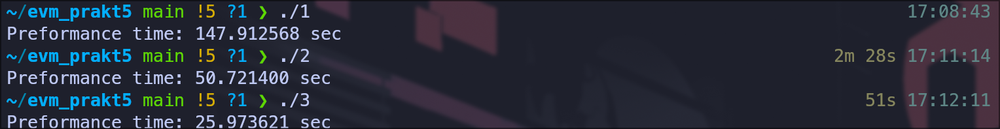 ~/evm_prakt5 main !5 ?1 ❯ ./1 17:08:43
Preformance time: 147.912568 sec
~/evm_prakt5 main !5 ?1 ❯ ./2 2m 28s 17:11:14
Preformance time: 50.721400 sec
~/evm_prakt5 main !5 ?1 ❯ ./3 51s 17:12:11
Preformance time: 25.973621 sec